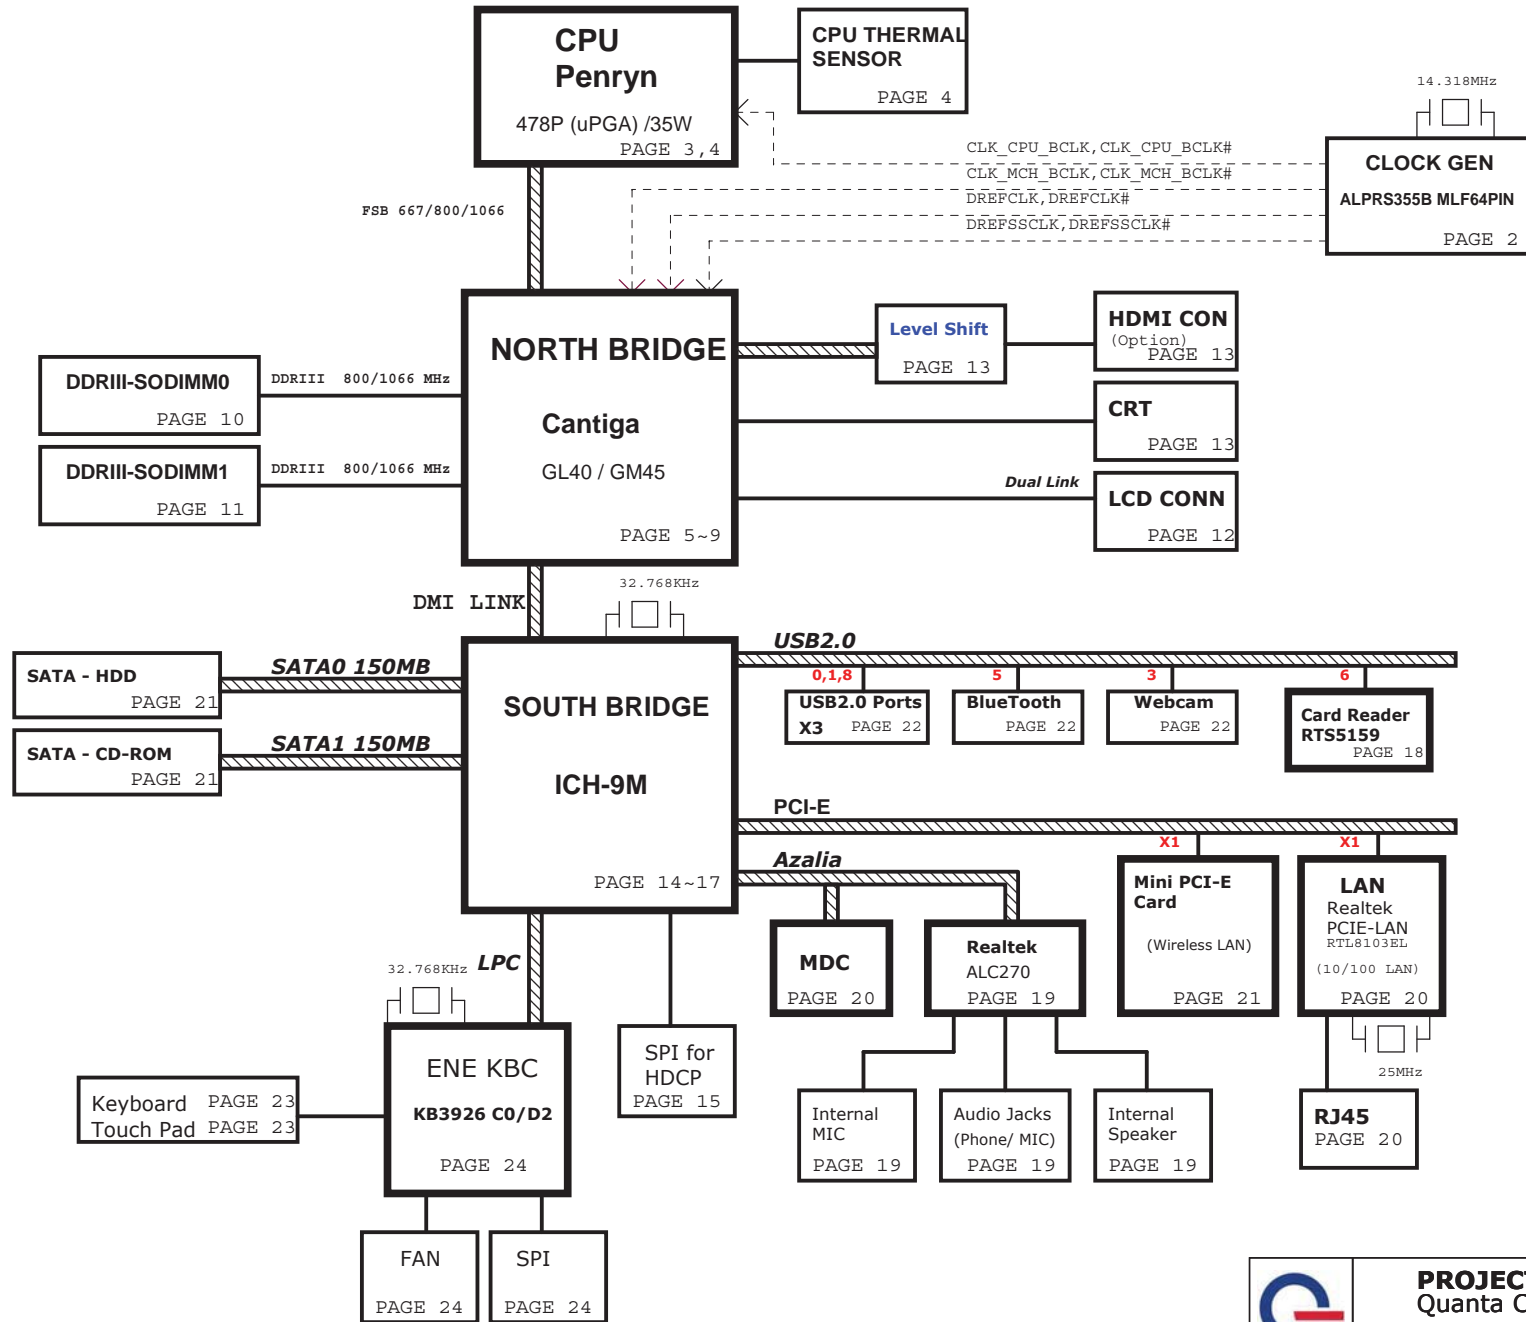 CPU
Penryn
478P (uPGA) /35W
PAGE 3,4
CPU THERMAL
SENSOR
PAGE 4
14.318MHz
CLOCK GEN
ALPRS355B MLF64PIN
PAGE 2
CLK_CPU_BCLK,CLK_CPU_BCLK#
CLK_MCH_BCLK,CLK_MCH_BCLK#
DREFCLK,DREFCLK#
DREFSSCLK,DREFSSCLK#
FSB 667/800/1066
NORTH BRIDGE
Cantiga
GL40 / GM45
PAGE 5~9
DDRIII-SODIMM0
PAGE 10
DDRIII 800/1066 MHz
DDRIII-SODIMM1
PAGE 11
DDRIII 800/1066 MHz
Level Shift
PAGE 13
HDMI CON
(Option)
PAGE 13
CRT
PAGE 13
Dual Link
LCD CONN
PAGE 12
DMI LINK
32.768KHz
SOUTH BRIDGE
ICH-9M
PAGE 14~17
SATA - HDD
PAGE 21
SATA0 150MB
SATA - CD-ROM
PAGE 21
SATA1 150MB
USB2.0
0,1,8
5
3
6
USB2.0 Ports
X3 PAGE 22
BlueTooth
PAGE 22
Webcam
PAGE 22
Card Reader
RTS5159
PAGE 18
PCI-E
X1
X1
Mini PCI-E
Card
(Wireless LAN)
PAGE 21
LAN
Realtek
PCIE-LAN
RTL8103EL
(10/100 LAN)
PAGE 20
25MHz
RJ45
PAGE 20
Azalia
MDC
PAGE 20
Realtek
ALC270
PAGE 19
Internal
MIC
PAGE 19
Audio Jacks
(Phone/ MIC)
PAGE 19
Internal
Speaker
PAGE 19
LPC
32.768KHz
ENE KBC
KB3926 C0/D2
PAGE 24
SPI for
HDCP
PAGE 15
Keyboard PAGE 23
Touch Pad PAGE 23
FAN
PAGE 24
SPI
PAGE 24
PROJECT
Quanta C